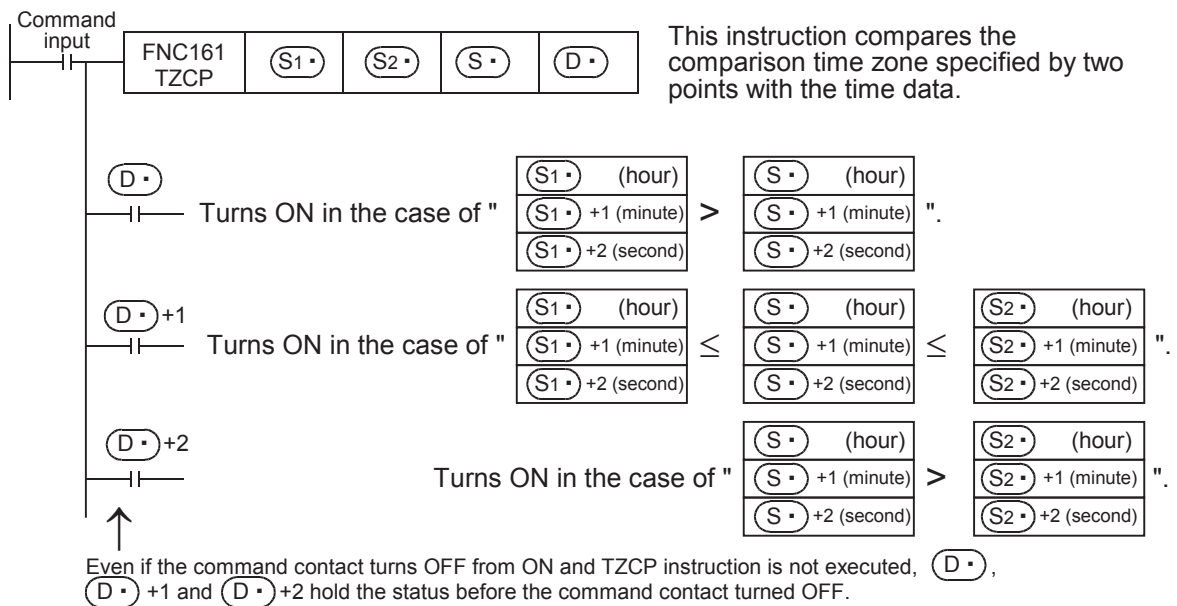 Command
input
FNC161
TZCP
S1・ S2・ S・ D・
This instruction compares the
comparison time zone specified by two
points with the time data.
D・
Turns ON in the case of "
S1・ (hour)
S1・ +1 (minute)
S1・ +2 (second)
>
S・ (hour)
S・ +1 (minute)
S・ +2 (second)
".
D・ +1
Turns ON in the case of "
S1・ (hour)
S1・ +1 (minute)
S1・ +2 (second)
≤
S・ (hour)
S・ +1 (minute)
S・ +2 (second)
≤
S2・ (hour)
S2・ +1 (minute)
S2・ +2 (second)
".
D・ +2
Turns ON in the case of "
S・ (hour)
S・ +1 (minute)
S・ +2 (second)
>
S2・ (hour)
S2・ +1 (minute)
S2・ +2 (second)
".
Even if the command contact turns OFF from ON and TZCP instruction is not executed, D・ ,
D・ +1 and D・ +2 hold the status before the command contact turned OFF.